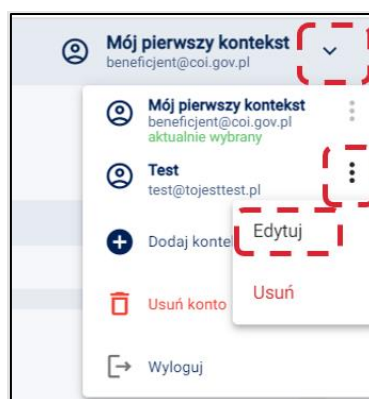 Mój pierwszy kontekst
beneficjent@coi.gov.pl
Mój pierwszy kontekst
beneficjent@coi.gov.pl
aktualnie wybrany
Test
test@tojesttest.pl
Dodaj konte
Edytuj
Usuń
Usuń konto
Wyloguj